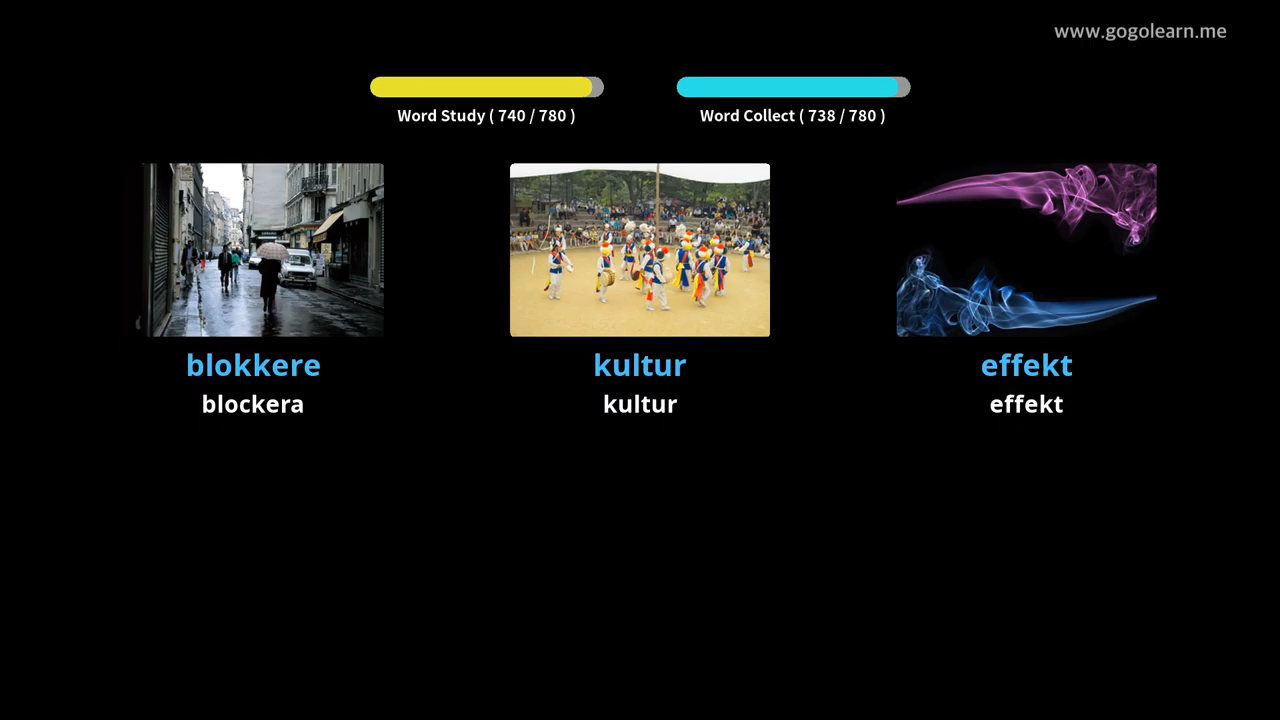 www.gogolearn.me
Word Study ( 740 / 780 )
Word Collect ( 738 / 780 )
blokkere
kultur
effekt
blockera
kultur
effekt